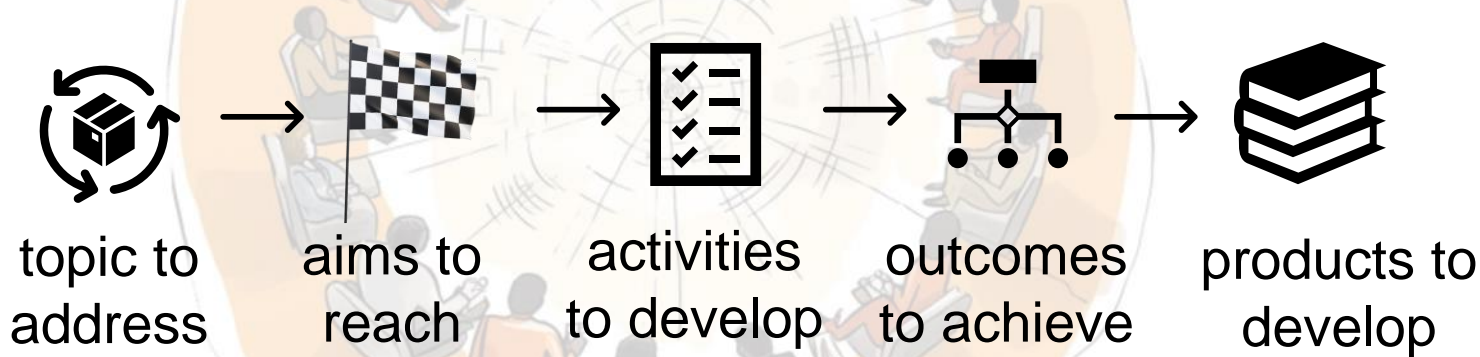 topic to
address
aims to
reach
activities
to develop
outcomes
to achieve
products to
develop